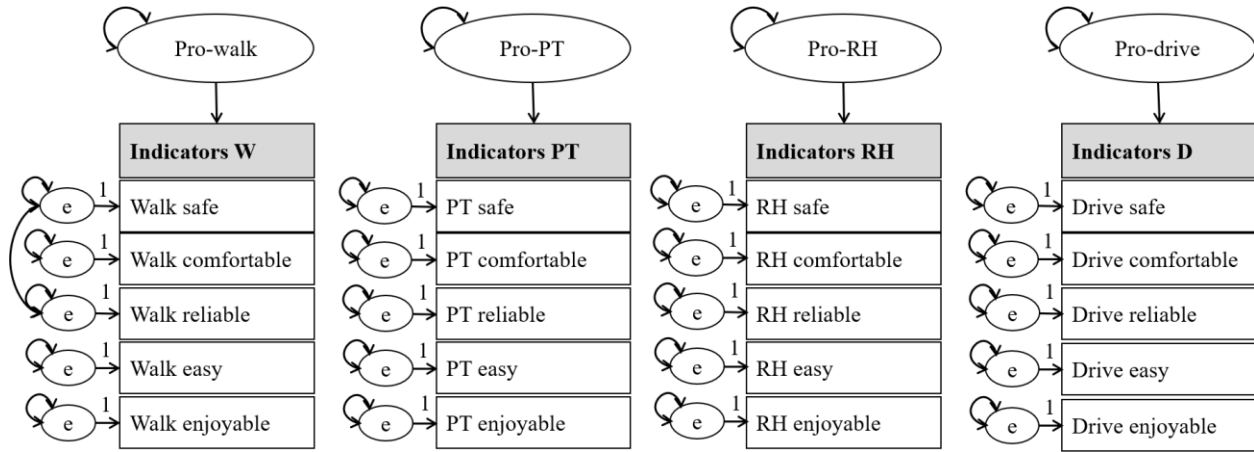 Pro-walk
Pro-PT
Pro-RH
Pro-drive
Indicators W
Indicators PT
Indicators RH
Indicators D
e 1 Walk safe
e 1 PT safe
e 1 RH safe
e 1 Drive safe
e 1 Walk comfortable
e 1 PT comfortable
e 1 RH comfortable
e 1 Drive comfortable
e 1 Walk reliable
e 1 PT reliable
e 1 RH reliable
e 1 Drive reliable
e 1 Walk easy
e 1 PT easy
e 1 RH easy
e 1 Drive easy
e 1 Walk enjoyable
e 1 PT enjoyable
e 1 RH enjoyable
e 1 Drive enjoyable